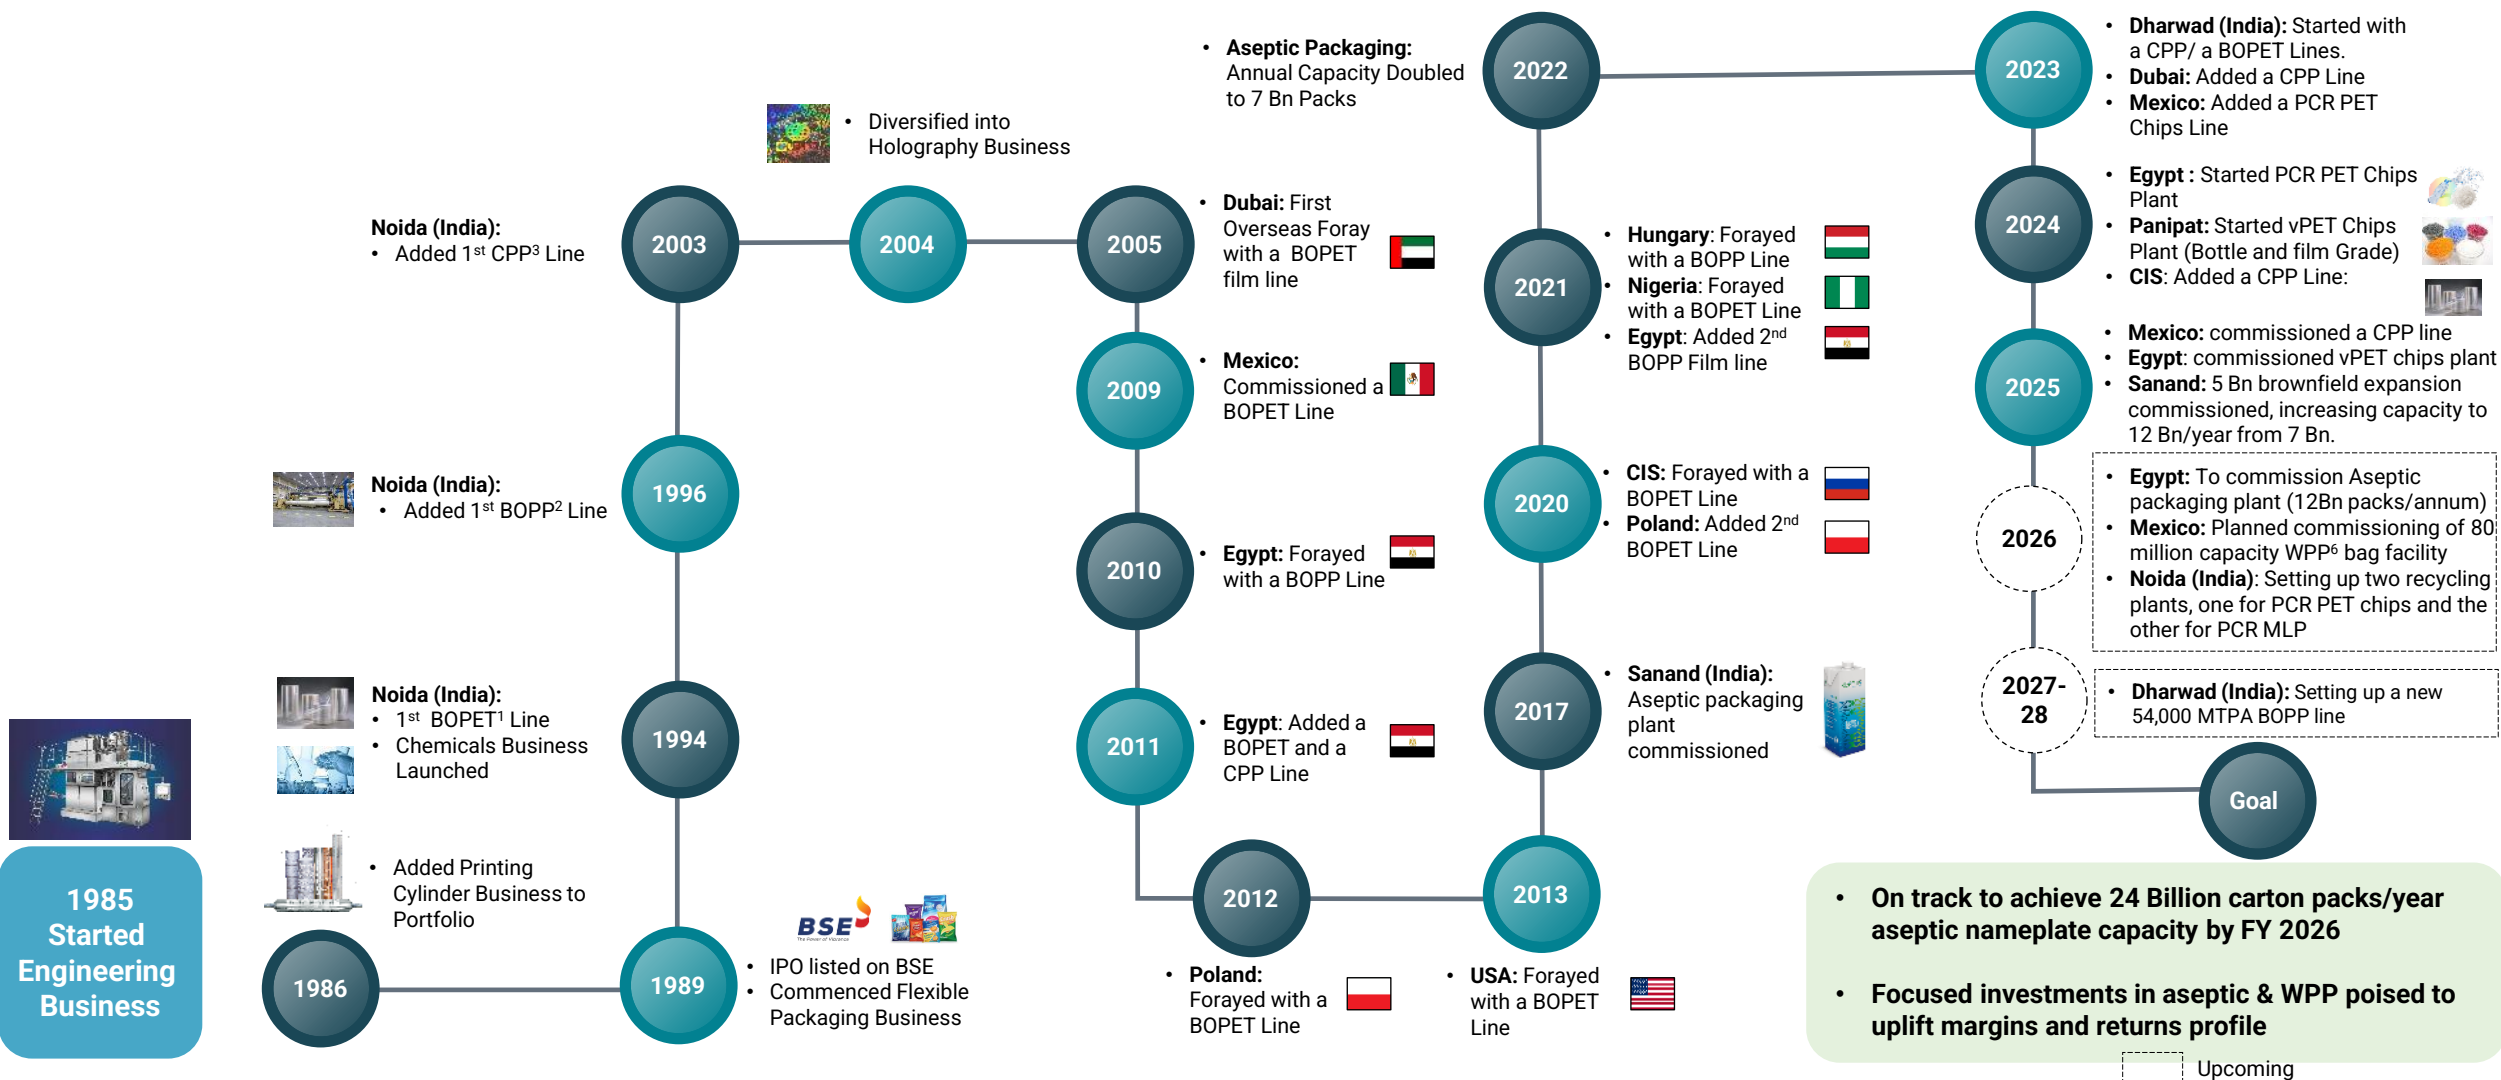 1985
Started
Engineering
Business
• Added Printing
Cylinder Business to
Portfolio
1986
1989
BSE
• IPO listed on BSE
• Commenced Flexible
Packaging Business
Noida (India):
• 1st BOPET1 Line
• Chemicals Business
Launched
1994
Noida (India):
• Added 1st BOPP2 Line
1996
Noida (India):
• Added 1st CPP3 Line
2003
• Diversified into
Holography Business
2004
2005
• Dubai: First
Overseas Foray
with a BOPET
film line
2009
• Mexico:
Commissioned a
BOPET Line
2010
• Egypt: Forayed
with a BOPP Line
2011
• Egypt: Added a
BOPET and a
CPP Line
2012
• Poland:
Forayed with a
BOPET Line
2013
• USA: Forayed
with a BOPET
Line
2017
• Sanand (India):
Aseptic packaging
plant
commissioned
2020
• CIS: Forayed with a
BOPET Line
• Poland: Added 2nd
BOPET Line
2021
• Hungary: Forayed
with a BOPP Line
• Nigeria: Forayed
with a BOPET Line
• Egypt: Added 2nd
BOPP Film line
• Aseptic Packaging:
Annual Capacity Doubled
to 7 Bn Packs
2022
2023
• Dharwad (India): Started with
a CPP/ a BOPET Lines.
• Dubai: Added a CPP Line
• Mexico: Added a PCR PET
Chips Line
2024
• Egypt : Started PCR PET Chips
Plant
• Panipat: Started vPET Chips
Plant (Bottle and film Grade)
• CIS: Added a CPP Line:
2025
• Mexico: commissioned a CPP line
• Egypt: commissioned vPET chips plant
• Sanand: 5 Bn brownfield expansion
commissioned, increasing capacity to
12 Bn/year from 7 Bn.
2026
• Egypt: To commission Aseptic
packaging plant (12Bn packs/annum)
• Mexico: Planned commissioning of 80
million capacity WPP6 bag facility
• Noida (India): Setting up two recycling
plants, one for PCR PET chips and the
other for PCR MLP
2027-
28
• Dharwad (India): Setting up a new
54,000 MTPA BOPP line
Goal
• On track to achieve 24 Billion carton packs/year
aseptic nameplate capacity by FY 2026
• Focused investments in aseptic & WPP poised to
uplift margins and returns profile
Upcoming